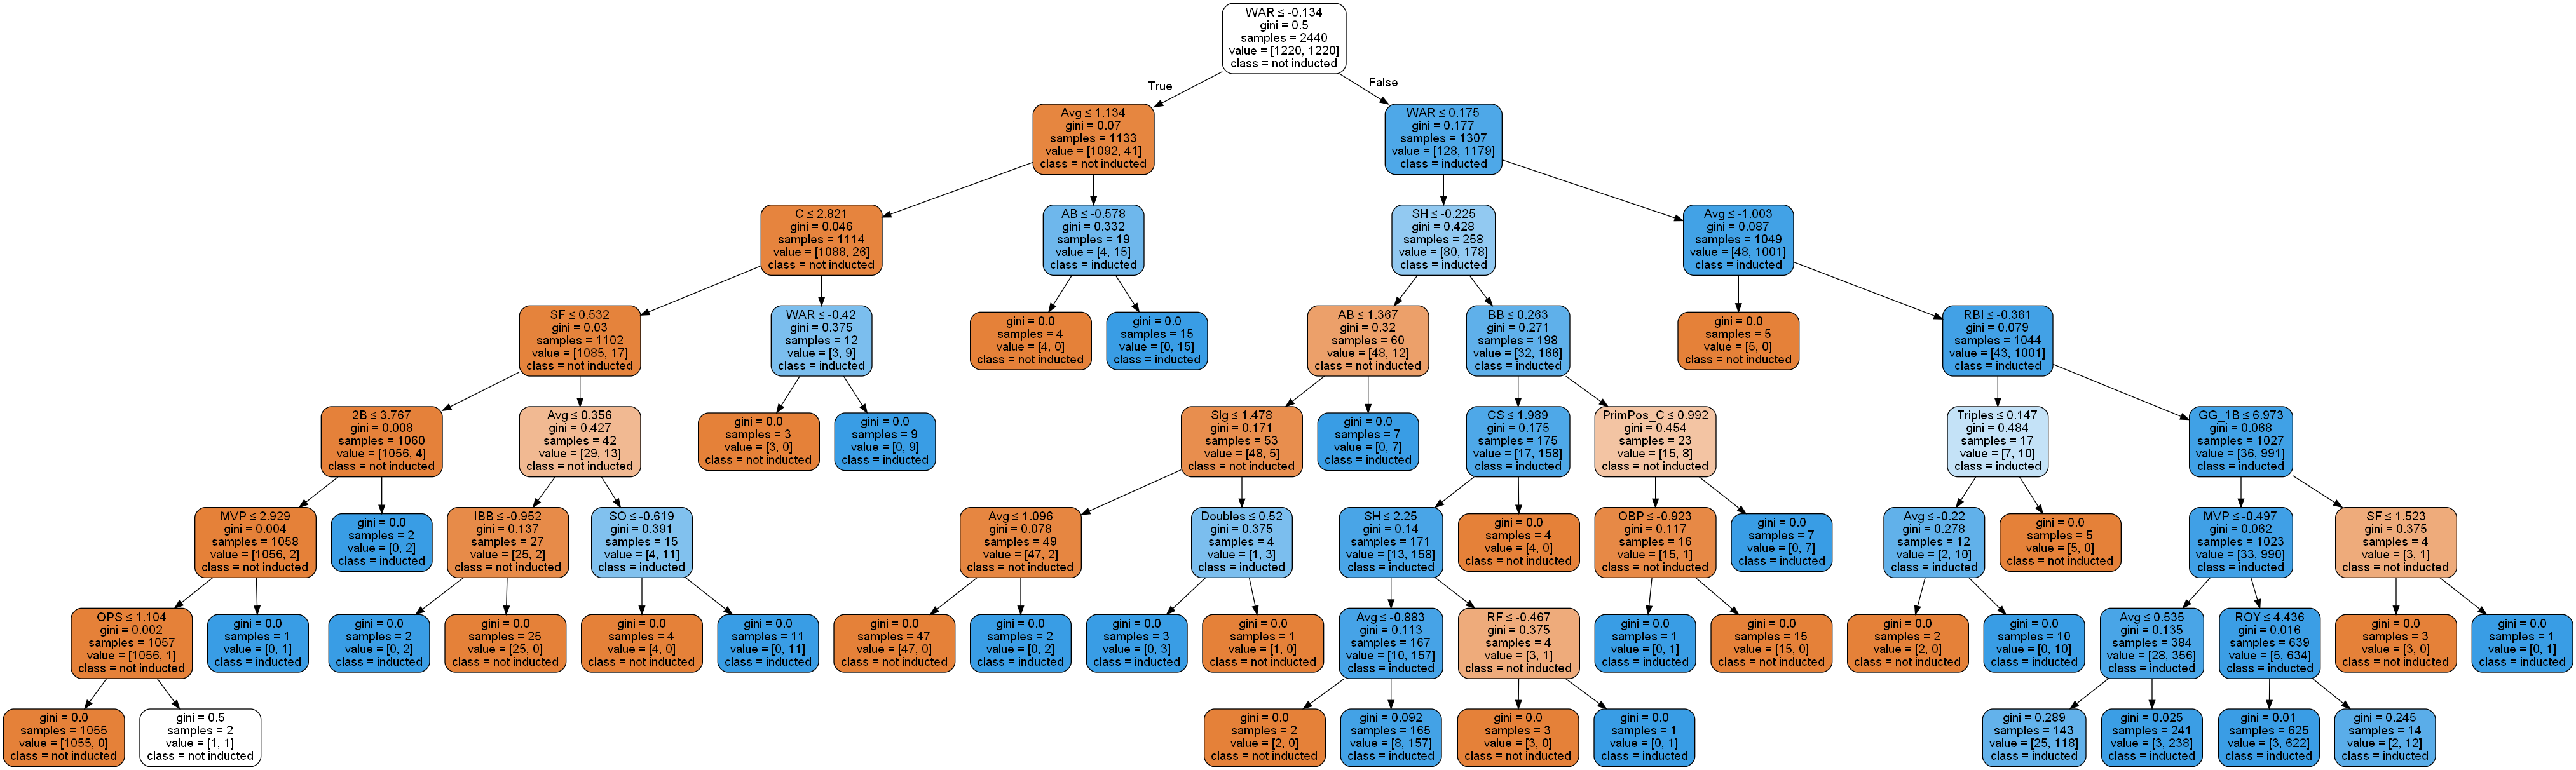 WAR ≤ -0.134
gini = 0.5
samples = 2440
value = [1220, 1220]
class = not inducted
True
False
Avg ≤ 1.134
gini = 0.07
samples = 1133
value = [1092, 41]
class = not inducted
WAR ≤ 0.175
gini = 0.177
samples = 1307
value = [128, 1179]
class = inducted
C ≤ 2.821
gini = 0.046
samples = 1114
value = [1088, 26]
class = not inducted
AB ≤ -0.578
gini = 0.332
samples = 19
value = [4, 15]
class = inducted
SH ≤ -0.225
gini = 0.428
samples = 258
value = [80, 178]
class = inducted
Avg ≤ -1.003
gini = 0.087
samples = 1049
value = [48, 1001]
class = inducted
SF ≤ 0.532
gini = 0.03
samples = 1102
value = [1085, 17]
class = not inducted
WAR ≤ -0.42
gini = 0.375
samples = 12
value = [3, 9]
class = inducted
gini = 0.0
samples = 4
value = [4, 0]
class = not inducted
gini = 0.0
samples = 15
value = [0, 15]
class = inducted
AB ≤ 1.367
gini = 0.32
samples = 60
value = [48, 12]
class = not inducted
BB ≤ 0.263
gini = 0.271
samples = 198
value = [32, 166]
class = inducted
gini = 0.0
samples = 5
value = [5, 0]
class = not inducted
RBI ≤ -0.361
gini = 0.079
samples = 1044
value = [43, 1001]
class = inducted
2B ≤ 3.767
gini = 0.008
samples = 1060
value = [1056, 4]
class = not inducted
Avg ≤ 0.356
gini = 0.427
samples = 42
value = [29, 13]
class = not inducted
gini = 0.0
samples = 3
value = [3, 0]
class = not inducted
gini = 0.0
samples = 9
value = [0, 9]
class = inducted
Slg ≤ 1.478
gini = 0.171
samples = 53
value = [48, 5]
class = not inducted
gini = 0.0
samples = 7
value = [0, 7]
class = inducted
CS ≤ 1.989
gini = 0.175
samples = 175
value = [17, 158]
class = inducted
PrimPos_C ≤ 0.992
gini = 0.454
samples = 23
value = [15, 8]
class = not inducted
Triples ≤ 0.147
gini = 0.484
samples = 17
value = [7, 10]
class = inducted
GG_1B ≤ 6.973
gini = 0.068
samples = 1027
value = [36, 991]
class = inducted
MVP ≤ 2.929
gini = 0.004
samples = 1058
value = [1056, 2]
class = not inducted
gini = 0.0
samples = 2
value = [0, 2]
class = inducted
IBB ≤ -0.952
gini = 0.137
samples = 27
value = [25, 2]
class = not inducted
SO ≤ -0.619
gini = 0.391
samples = 15
value = [4, 11]
class = inducted
Avg ≤ 1.096
gini = 0.078
samples = 49
value = [47, 2]
class = not inducted
Doubles ≤ 0.52
gini = 0.375
samples = 4
value = [1, 3]
class = inducted
SH ≤ 2.25
gini = 0.14
samples = 171
value = [13, 158]
class = inducted
gini = 0.0
samples = 4
value = [4, 0]
class = not inducted
OBP ≤ -0.923
gini = 0.117
samples = 16
value = [15, 1]
class = not inducted
gini = 0.0
samples = 7
value = [0, 7]
class = inducted
Avg ≤ -0.22
gini = 0.278
samples = 12
value = [2, 10]
class = inducted
gini = 0.0
samples = 5
value = [5, 0]
class = not inducted
MVP ≤ -0.497
gini = 0.062
samples = 1023
value = [33, 990]
class = inducted
SF ≤ 1.523
gini = 0.375
samples = 4
value = [3, 1]
class = not inducted
OPS ≤ 1.104
gini = 0.002
samples = 1057
value = [1056, 1]
class = not inducted
gini = 0.0
samples = 1
value = [0, 1]
class = inducted
gini = 0.0
samples = 2
value = [0, 2]
class = inducted
gini = 0.0
samples = 25
value = [25, 0]
class = not inducted
gini = 0.0
samples = 4
value = [4, 0]
class = not inducted
gini = 0.0
samples = 11
value = [0, 11]
class = inducted
gini = 0.0
samples = 47
value = [47, 0]
class = not inducted
gini = 0.0
samples = 2
value = [0, 2]
class = inducted
gini = 0.0
samples = 3
value = [0, 3]
class = inducted
gini = 0.0
samples = 1
value = [1, 0]
class = not inducted
Avg ≤ -0.883
gini = 0.113
samples = 167
value = [10, 157]
class = inducted
RF ≤ -0.467
gini = 0.375
samples = 4
value = [3, 1]
class = not inducted
gini = 0.0
samples = 1
value = [0, 1]
class = inducted
gini = 0.0
samples = 15
value = [15, 0]
class = not inducted
gini = 0.0
samples = 2
value = [2, 0]
class = not inducted
gini = 0.0
samples = 10
value = [0, 10]
class = inducted
Avg ≤ 0.535
gini = 0.135
samples = 384
value = [28, 356]
class = inducted
ROY ≤ 4.436
gini = 0.016
samples = 639
value = [5, 634]
class = inducted
gini = 0.0
samples = 3
value = [3, 0]
class = not inducted
gini = 0.0
samples = 1
value = [0, 1]
class = inducted
gini = 0.0
samples = 1055
value = [1055, 0]
class = not inducted
gini = 0.5
samples = 2
value = [1, 1]
class = not inducted
gini = 0.0
samples = 2
value = [2, 0]
class = not inducted
gini = 0.092
samples = 165
value = [8, 157]
class = inducted
gini = 0.0
samples = 3
value = [3, 0]
class = not inducted
gini = 0.0
samples = 1
value = [0, 1]
class = inducted
gini = 0.289
samples = 143
value = [25, 118]
class = inducted
gini = 0.025
samples = 241
value = [3, 238]
class = inducted
gini = 0.01
samples = 625
value = [3, 622]
class = inducted
gini = 0.245
samples = 14
value = [2, 12]
class = inducted